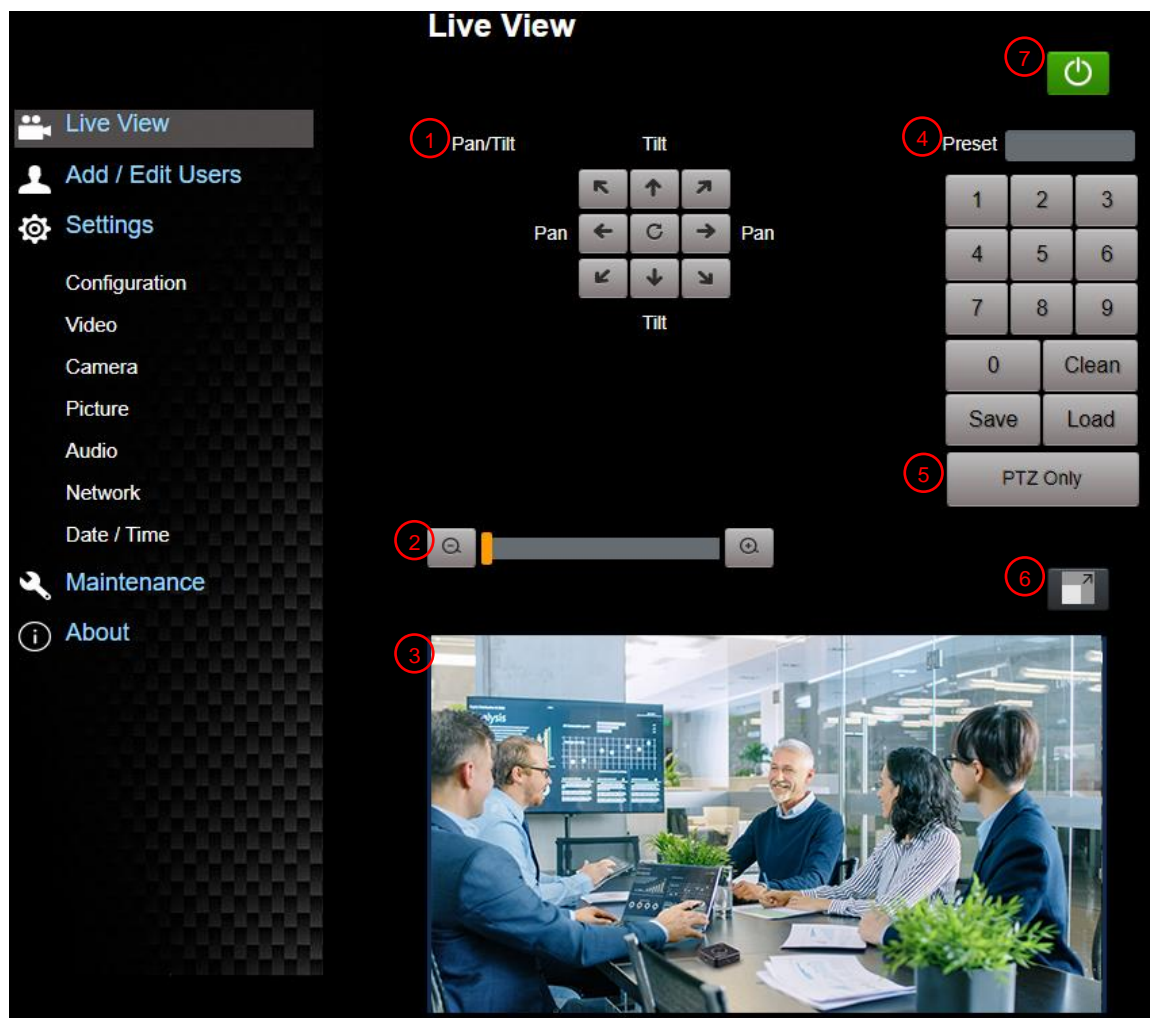 Live View
7
Live View
Add / Edit Users
Settings
Configuration
Video
Camera
Picture
Audio
Network
Date / Time
Maintenance
About
1 Pan/Tilt
Tilt
Pan
Pan
Tilt
4 Preset
1 2 3
4 5 6
7 8 9
0 Clean
Save Load
5 PTZ Only
2
6
3